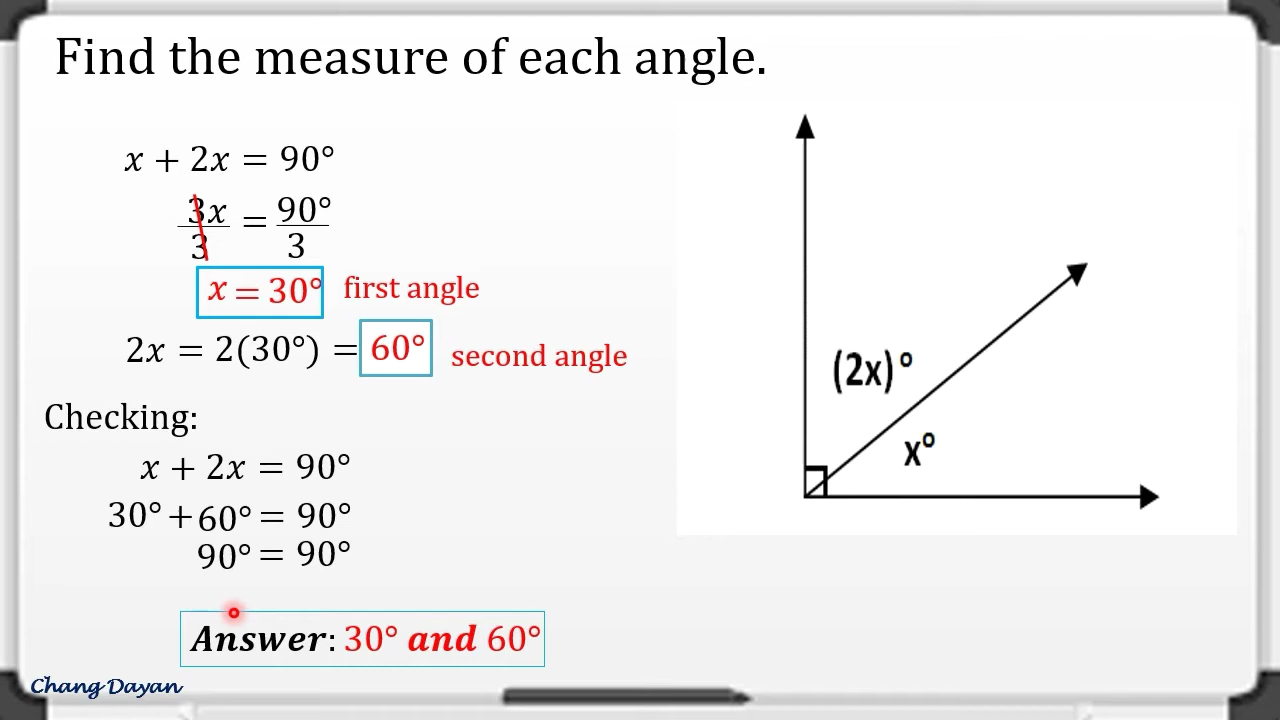 Find the measure of each angle.
x + 2x = 90°
3x/3 = 90°/3
x = 30° first angle
2x = 2(30°) = 60° second angle
Checking:
x + 2x = 90°
30° + 60° = 90°
90° = 90°
Answer: 30° and 60°
(2x)°
x°
Chang Dayan